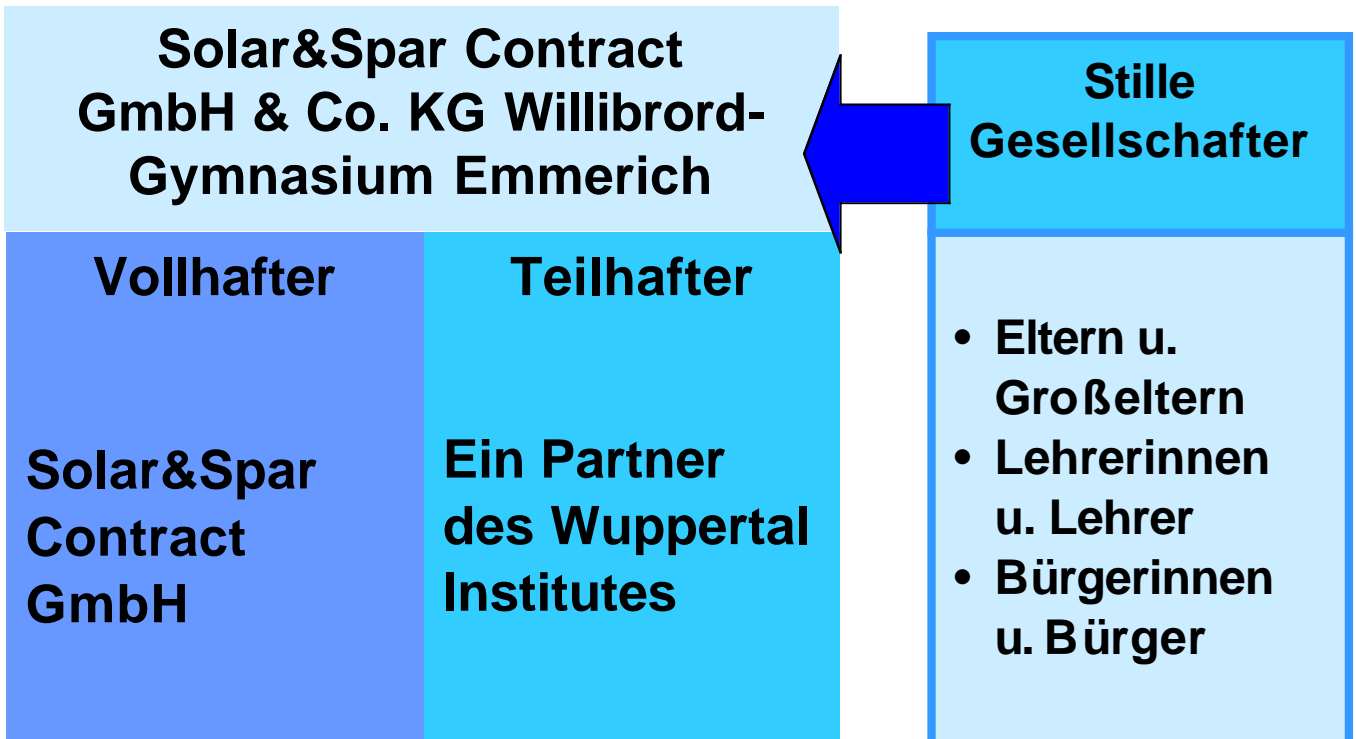 Solar&Spar Contract
GmbH & Co. KG Willibrord-
Gymnasium Emmerich
Vollhafter
Solar&Spar
Contract
GmbH
Teilhafter
Ein Partner
des Wuppertal
Institutes
Stille
Gesellschafter
• Eltern u.
Großeltern
• Lehrerinnen
u. Lehrer
• Bürgerinnen
u. Bürger